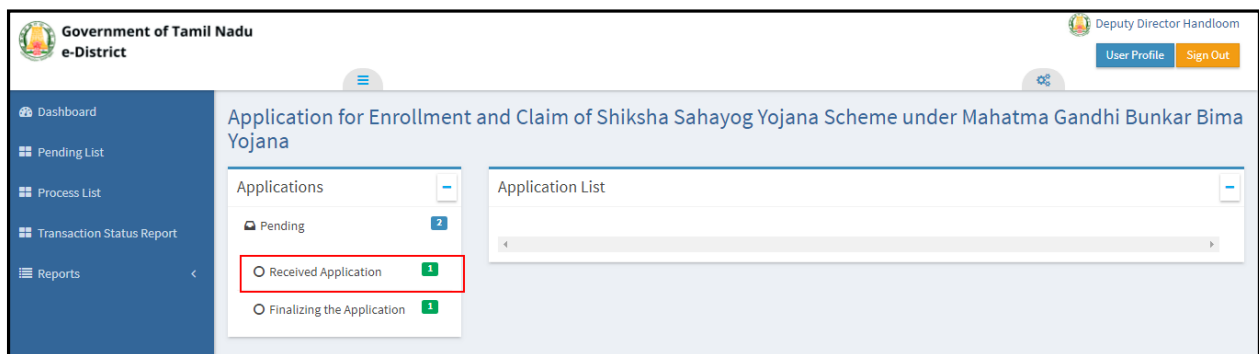 Government of Tamil Nadu
e-District
Deputy Director Handloom
User Profile
Sign Out
Dashboard
Pending List
Process List
Transaction Status Report
Reports
Application for Enrollment and Claim of Shiksha Sahayog Yojana Scheme under Mahatma Gandhi Bunkar Bima
Yojana
Applications
Pending 2
Received Application 1
Finalizing the Application 1
Application List